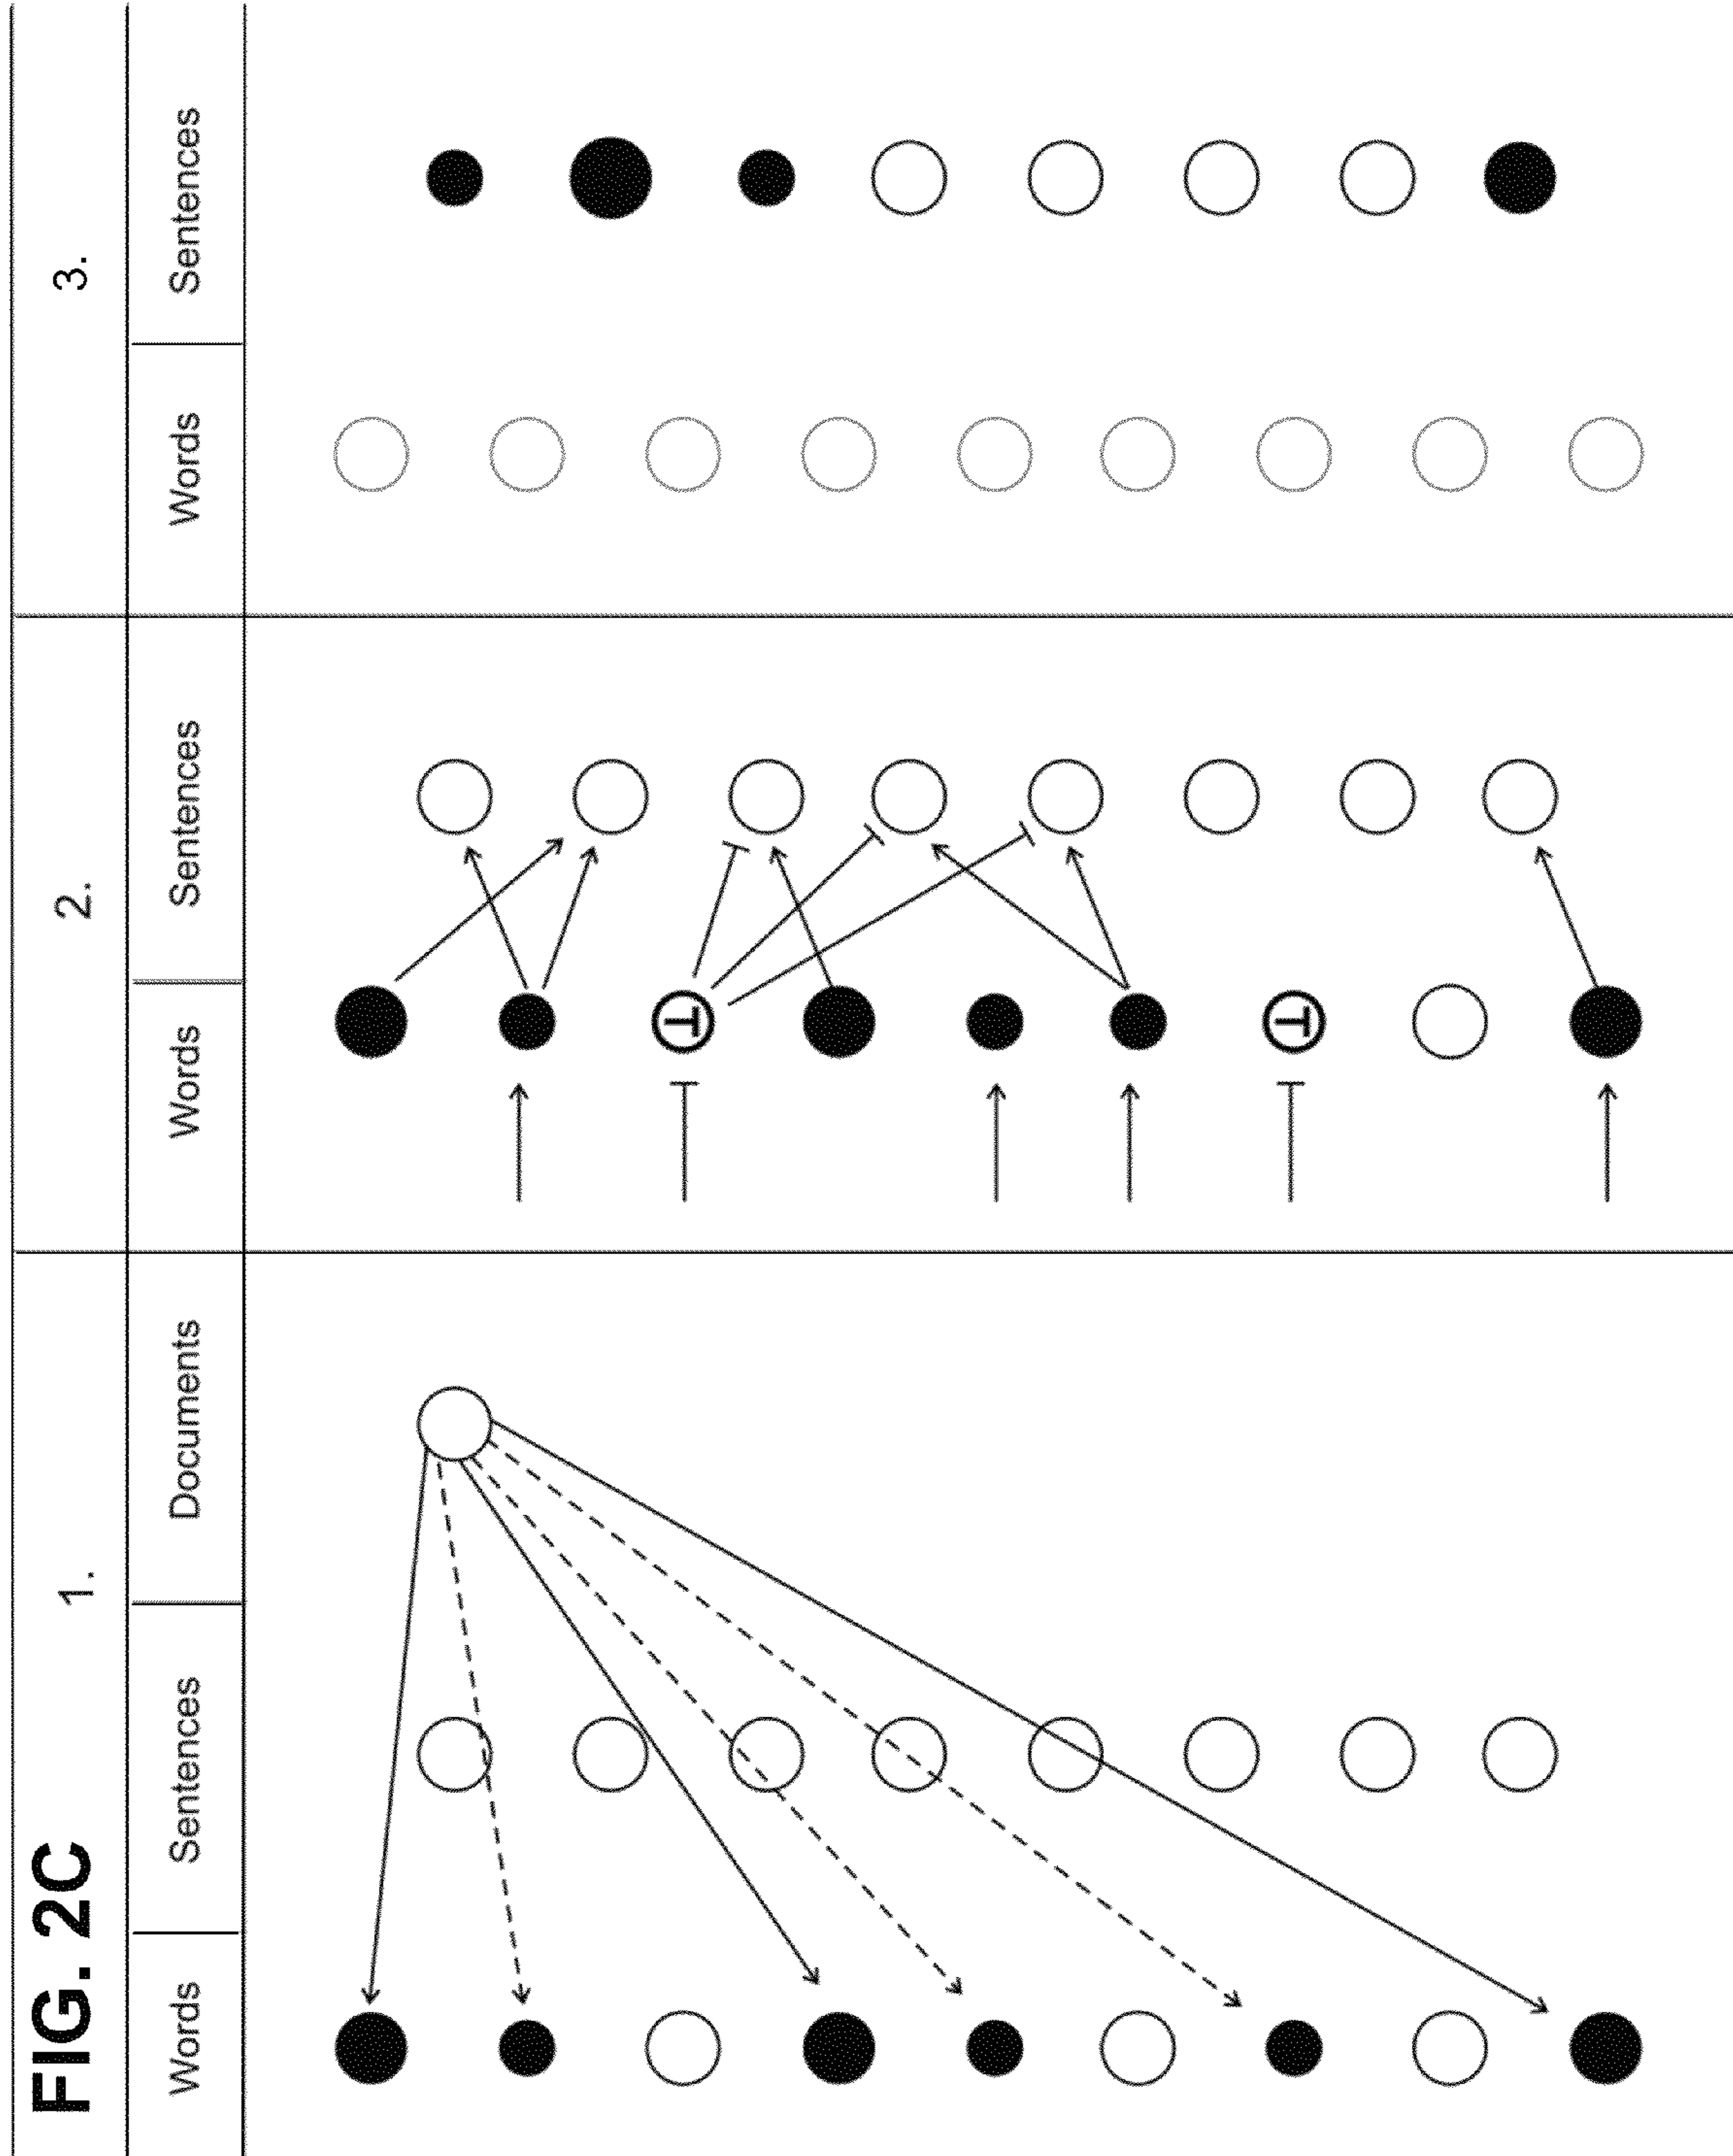 FIG. 2C
1.
2.
3.
Words
Sentences
Documents
Words
Sentences
Words
Sentences
T
T